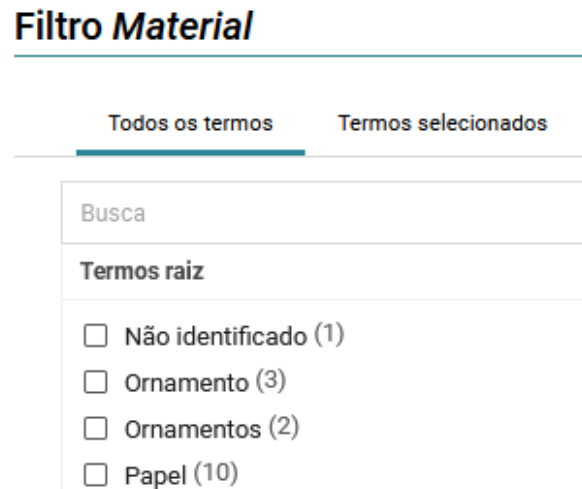 Filtro Material
Todos os termos Termos selecionados
Busca
Termos raiz
Não identificado (1)
Ornamento (3)
Ornamentos (2)
Papel (10)